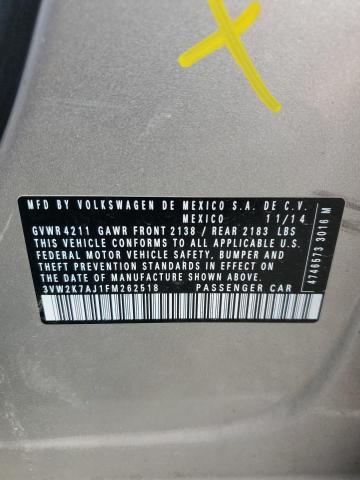 MFD BY VOLKSWAGEN DE MEXICO S.A. DE C.V.
MEXICO 11/14
GVWR 4211 GAWR FRONT 2138 / REAR 2183 LBS
THIS VEHICLE CONFORMS TO ALL APPLICABLE U.S.
FEDERAL MOTOR VEHICLE SAFETY, BUMPER AND
THEFT PREVENTION STANDARDS IN EFFECT ON THE
DATE OF MANUFACTURE SHOWN ABOVE.
3VW2K7AJ1FM262518 PASSENGER CAR
4746573 3016 M
X